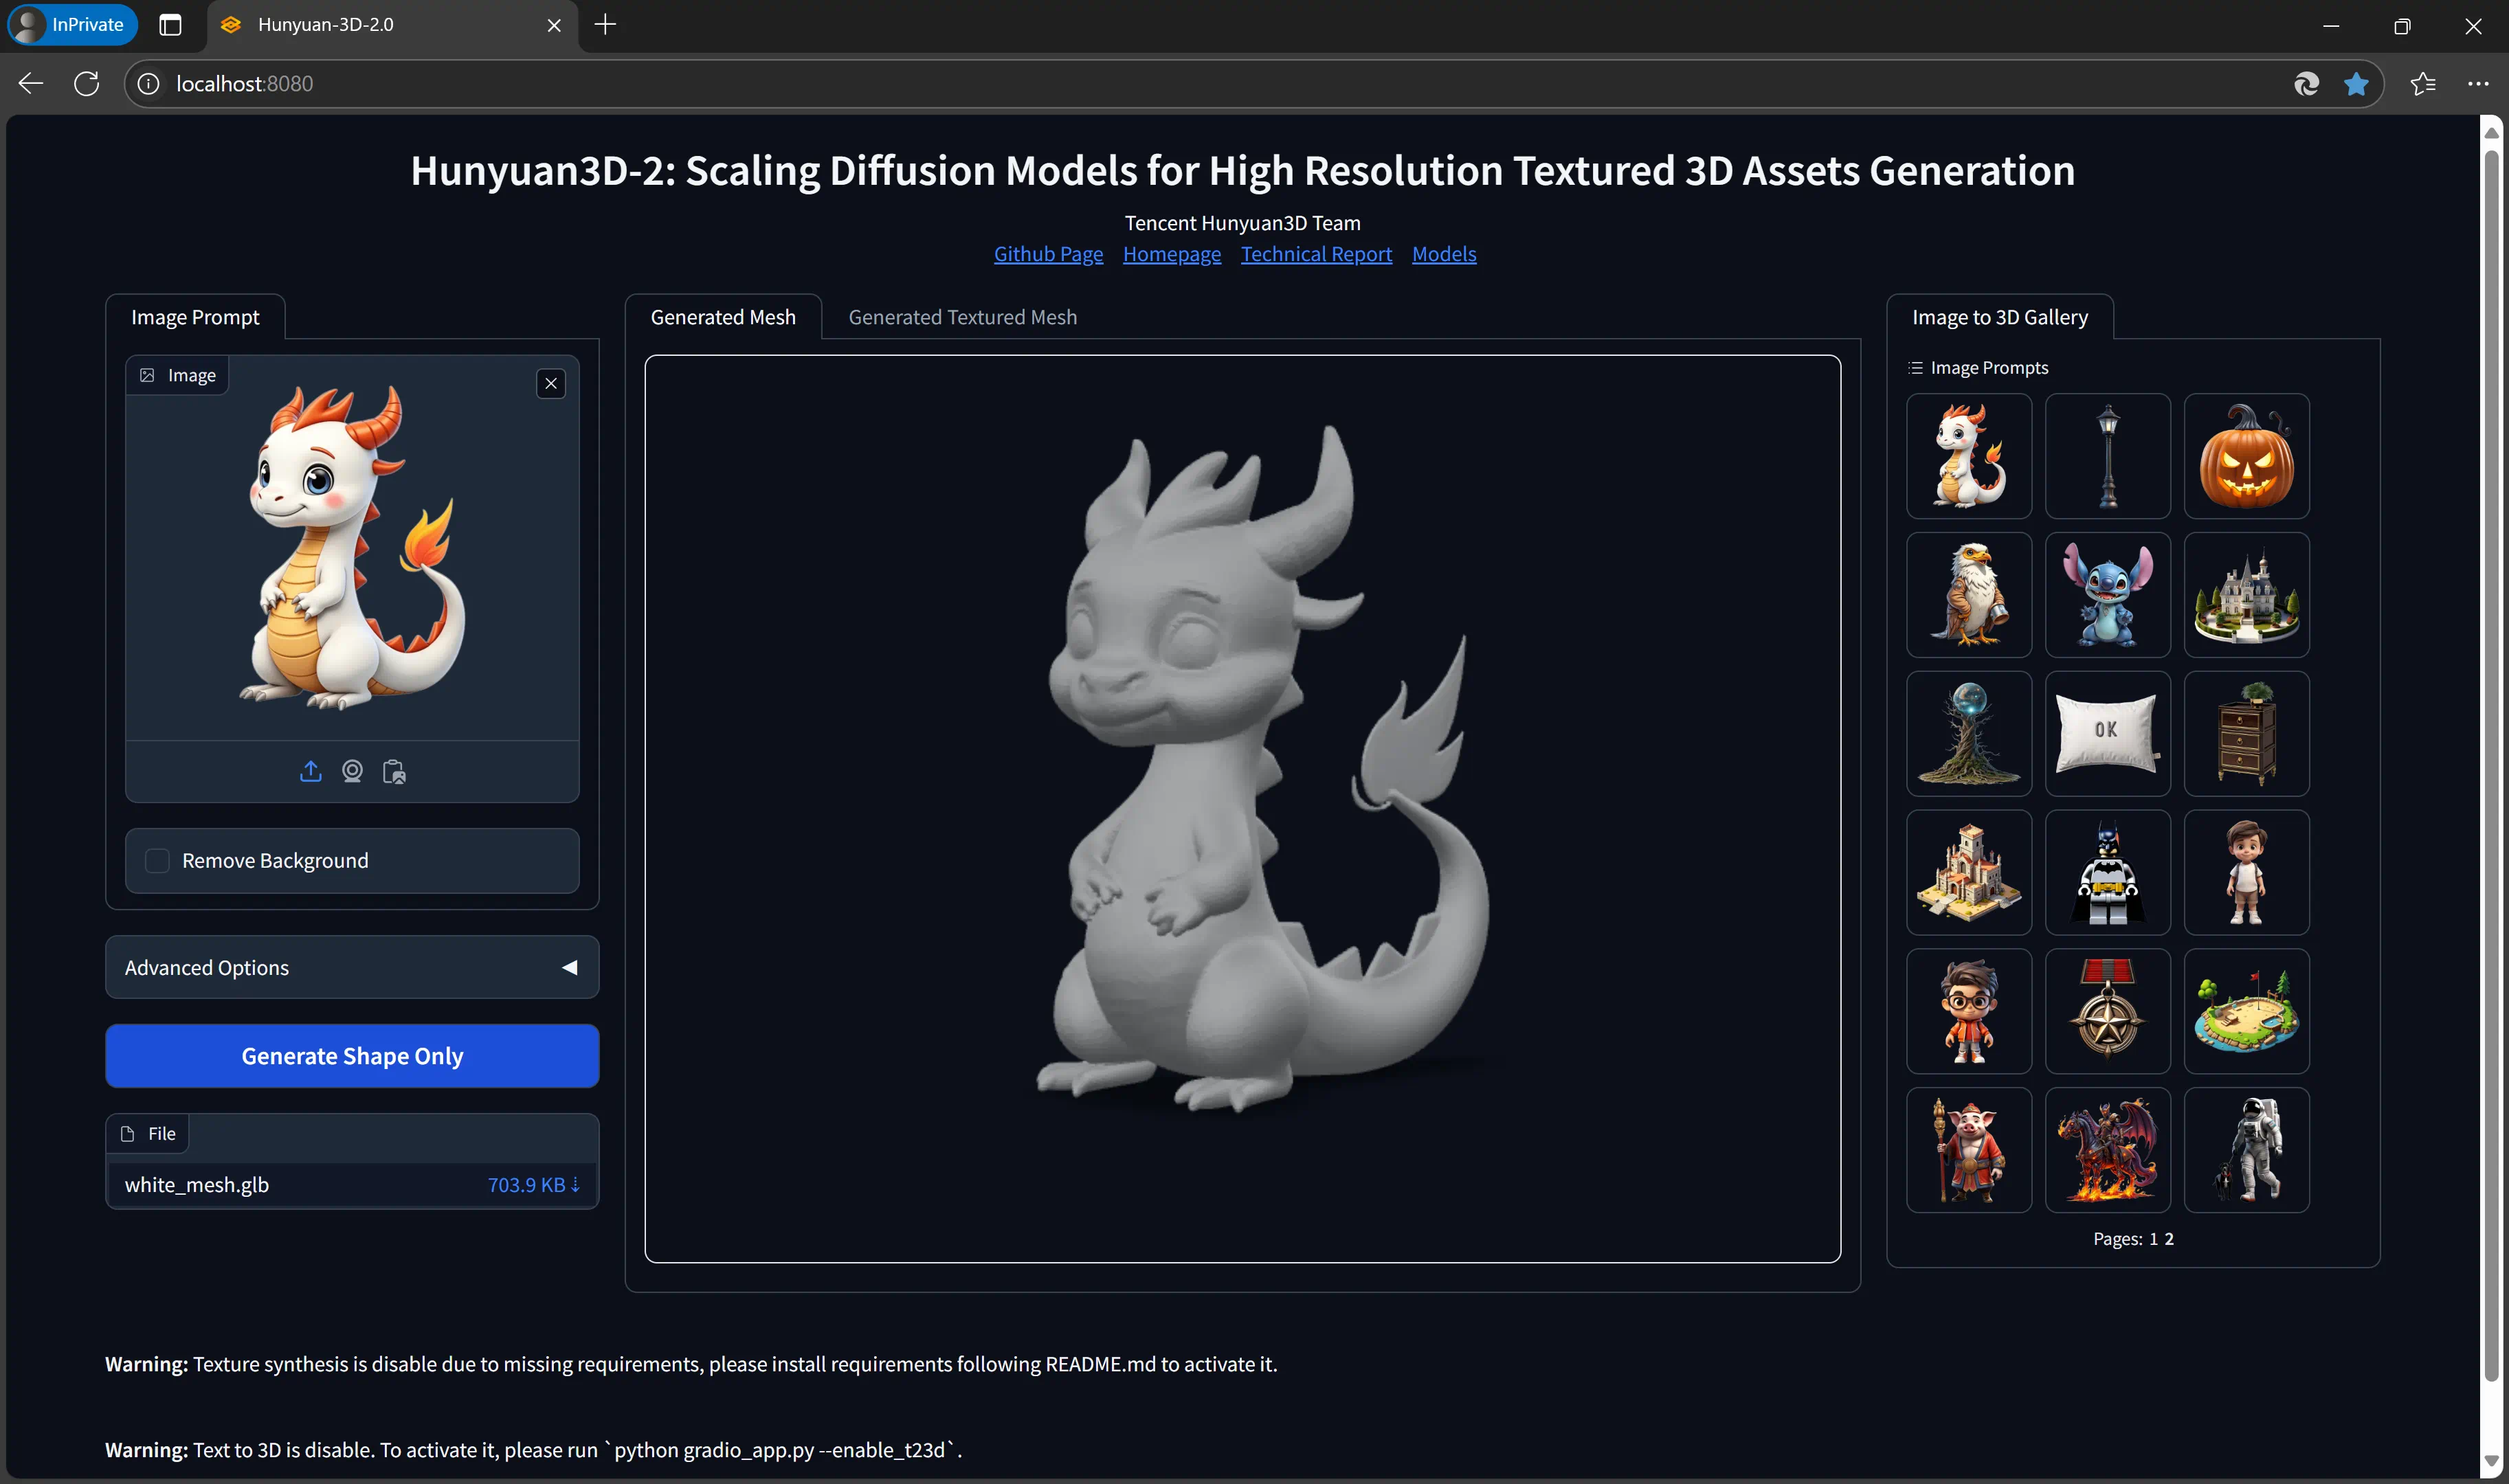 InPrivate
Hunyuan-3D-2.0
localhost:8080
Hunyuan3D-2: Scaling Diffusion Models for High Resolution Textured 3D Assets Generation
Tencent Hunyuan3D Team
Github Page Homepage Technical Report Models
Image Prompt
Image
Remove Background
Advanced Options
Generate Shape Only
File
white_mesh.glb 703.9 KB ⇣
Generated Mesh Generated Textured Mesh
Image to 3D Gallery
Image Prompts
OK
Pages: 1 2
Warning: Texture synthesis is disable due to missing requirements, please install requirements following README.md to activate it.
Warning: Text to 3D is disable. To activate it, please run `python gradio_app.py --enable_t23d`.